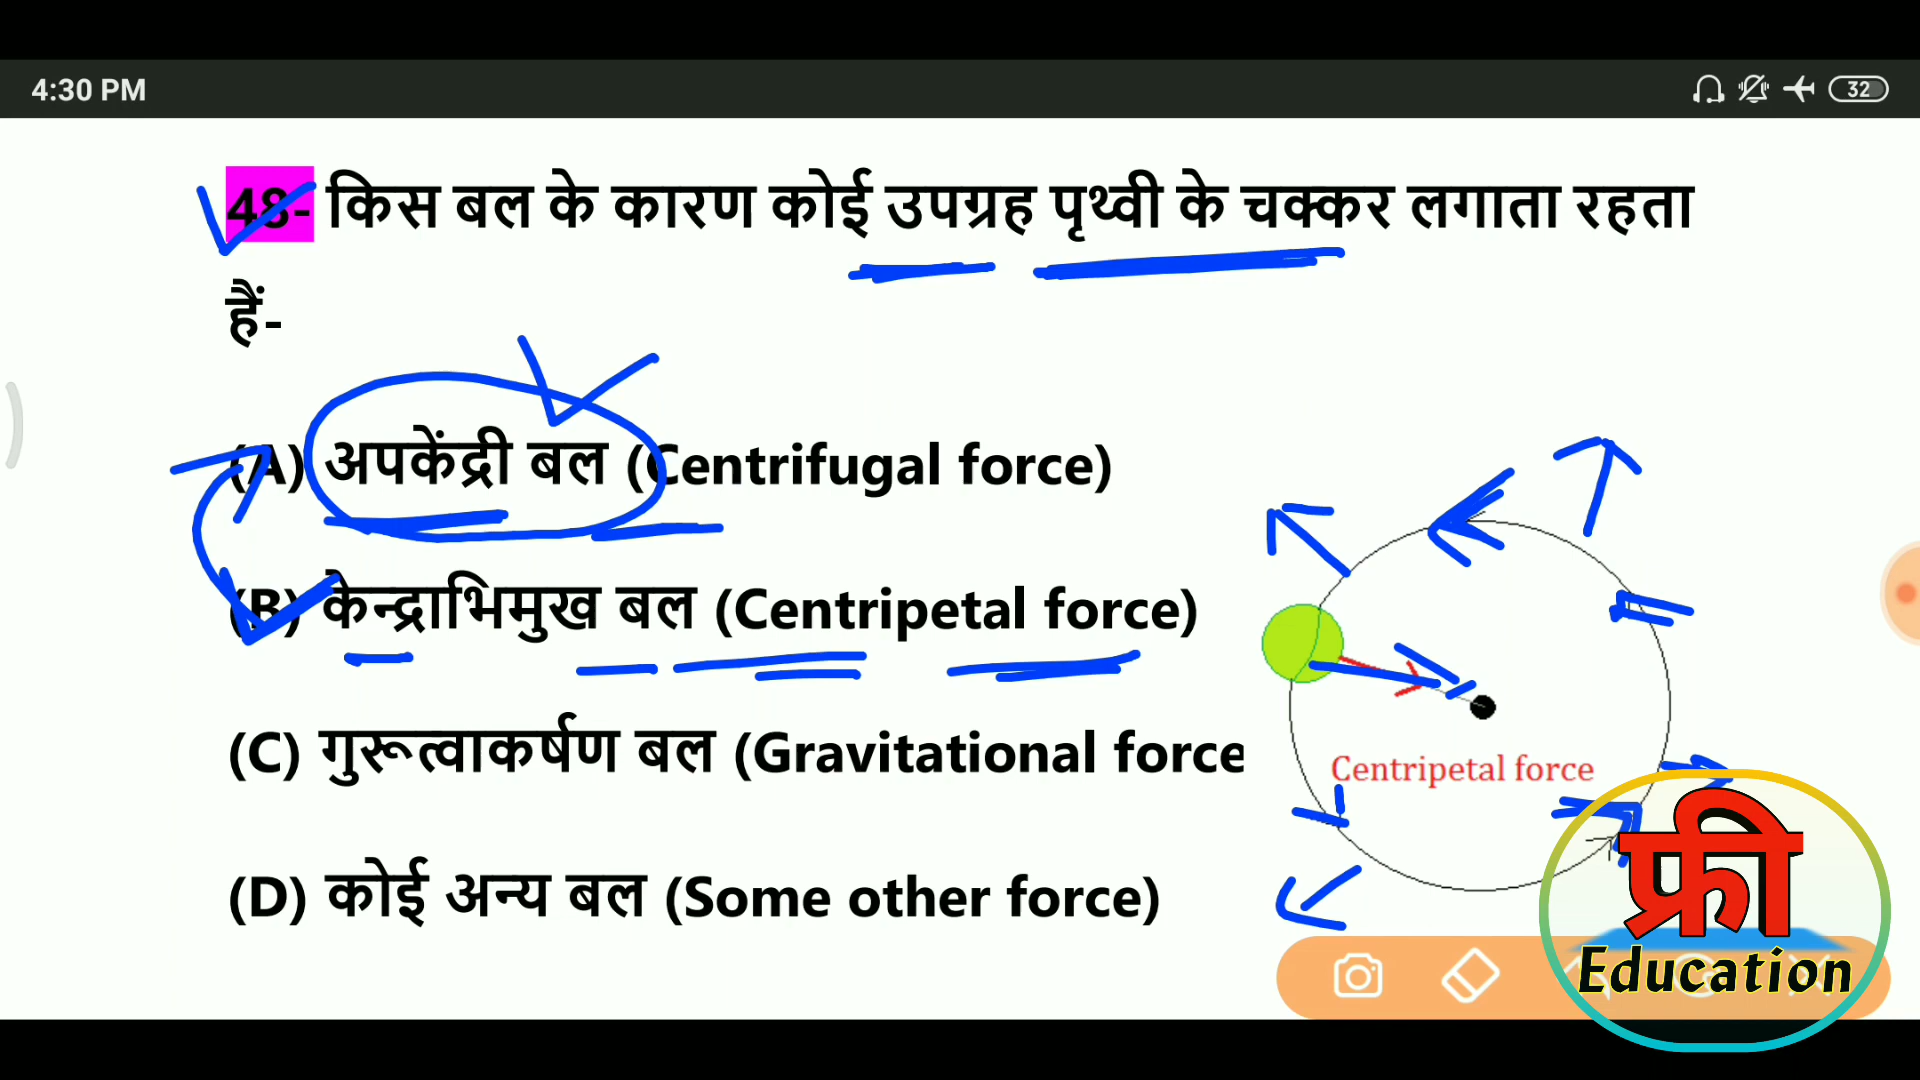 4:30 PM
32
48- किस बल के कारण कोई उपग्रह पृथ्वी के चक्कर लगाता रहता
हैं-
(A) अपकेंद्री बल (Centrifugal force)
(B) केन्द्राभिमुख बल (Centripetal force)
(C) गुरूत्वाकर्षण बल (Gravitational force
(D) कोई अन्य बल (Some other force)
Centripetal force
फ्री
Education